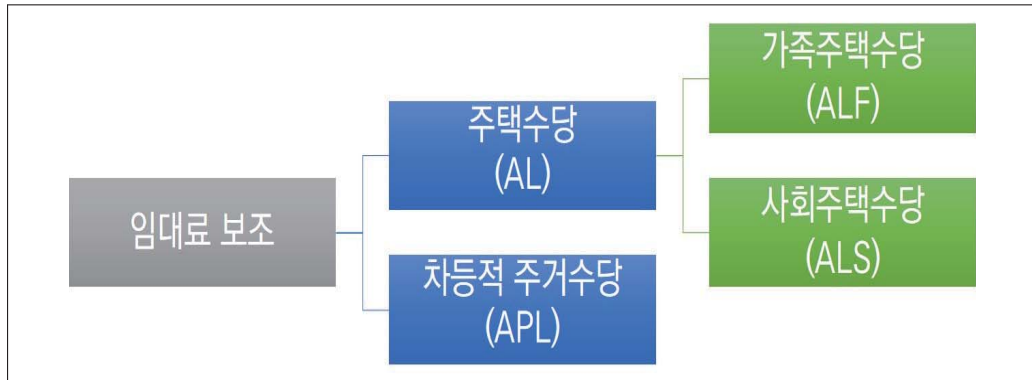 임대료 보조
주택수당
(AL)
차등적 주거수당
(APL)
가족주택수당
(ALF)
사회주택수당
(ALS)